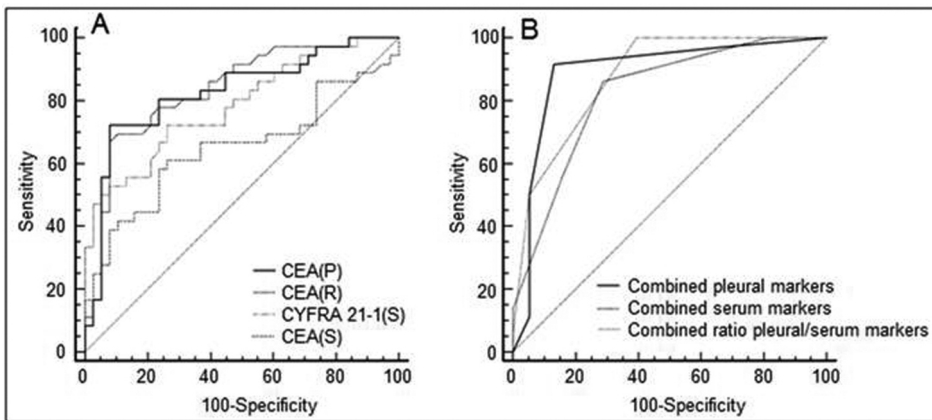 A
Sensitivity
100
80
60
40
20
0
CEA(P)
CEA(R)
CYFRA 21-1(S)
CEA(S)
0 20 40 60 80 100
100-Specificity
B
Sensitivity
100
80
60
40
20
0
Combined pleural markers
Combined serum markers
Combined ratio pleural/serum markers
0 20 40 60 80 100
100-Specificity